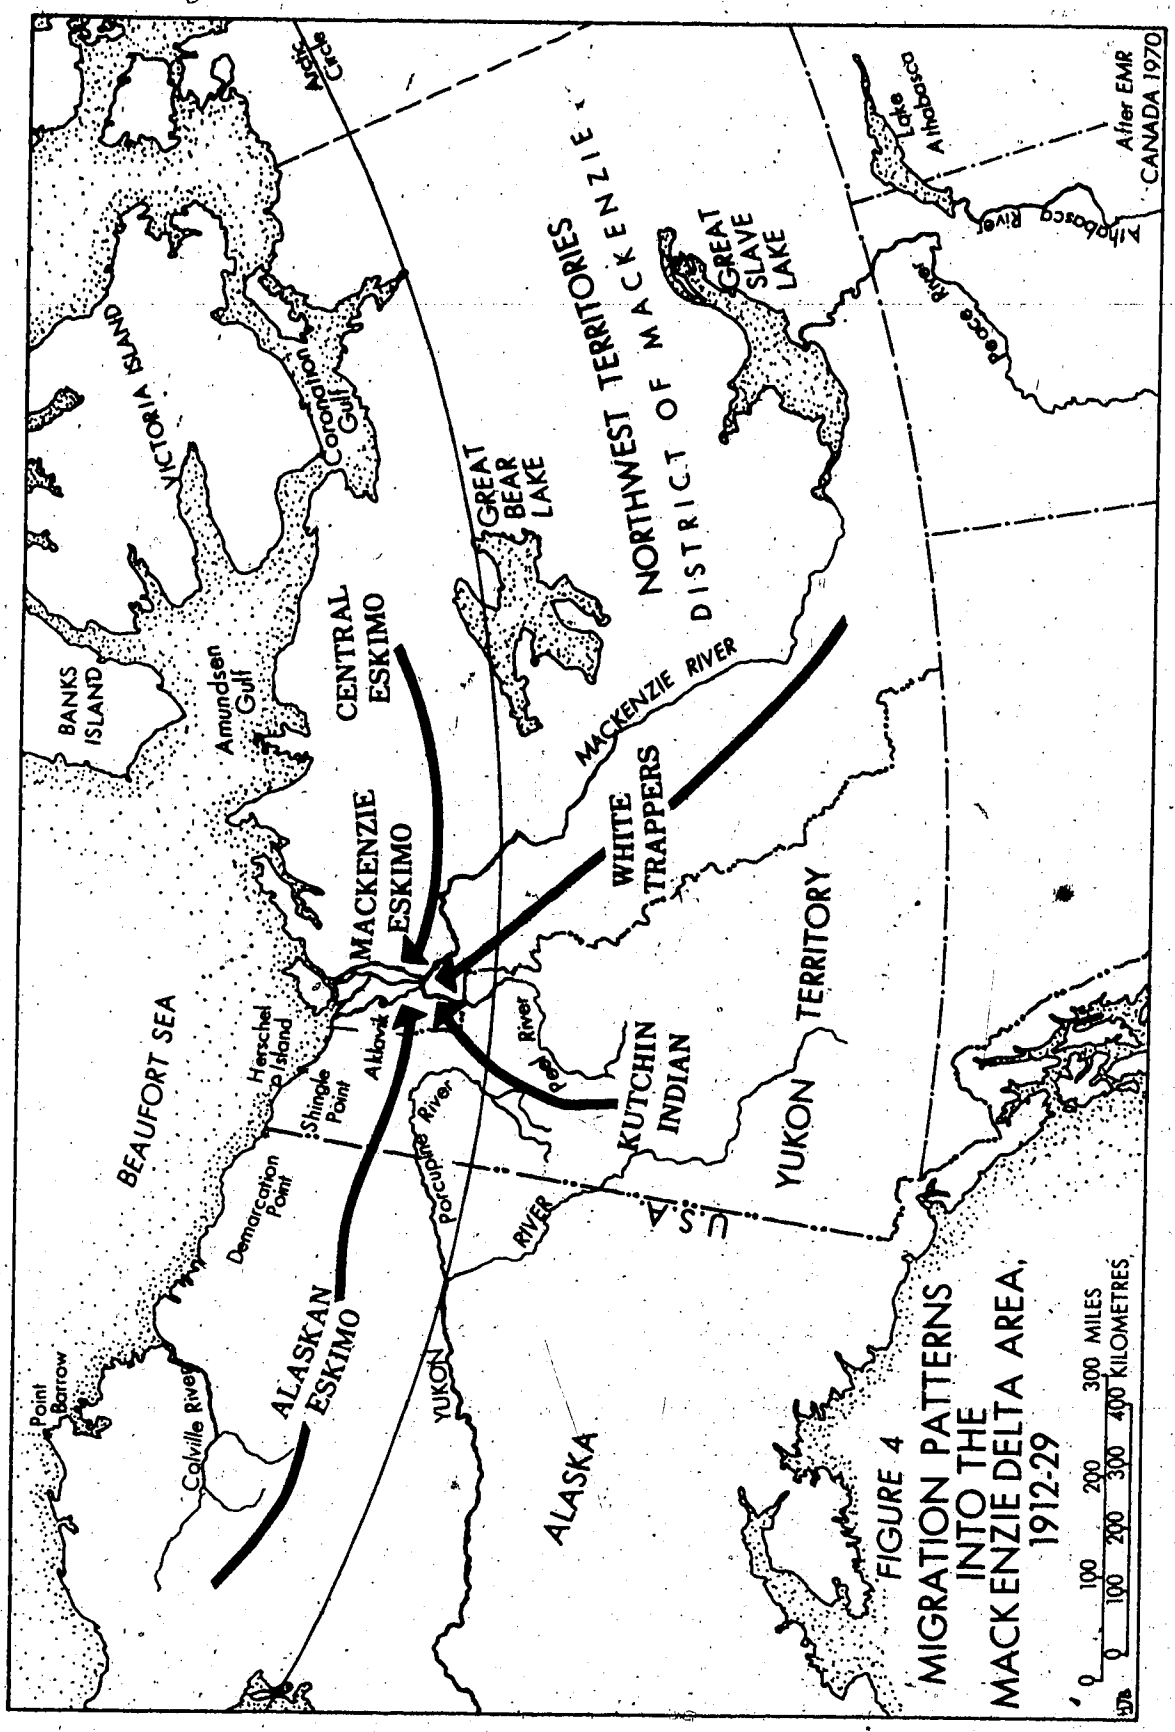 Point
Barrow
Colville River
ALASKAN
ESKIMO
YUKON
ALASKA
BEAUFORT SEA
Demarcation
Point
Herschel
Island
Shingle
Point
Aklavik
Porcupine River
RIVER
U.S.A.
Peel River
KUTCHIN
INDIAN
YUKON TERRITORY
MACKENZIE
ESKIMO
WHITE
TRAPPERS
BANKS
ISLAND
Amundsen
Gulf
CENTRAL
ESKIMO
MACKENZIE RIVER
GREAT
BEAR
LAKE
VICTORIA ISLAND
Coronation
Gulf
NORTHWEST TERRITORIES
DISTRICT OF MACKENZIE
GREAT
SLAVE
LAKE
Arctic
Circle
Peace River
Lake
Athabasca
Athabasca
River
FIGURE 4
MIGRATION PATTERNS
INTO THE
MACKENZIE DELTA AREA,
1912-29
0 100 200 300 MILES
0 100 200 300 400 KILOMETRES
After EMR
CANADA 1970